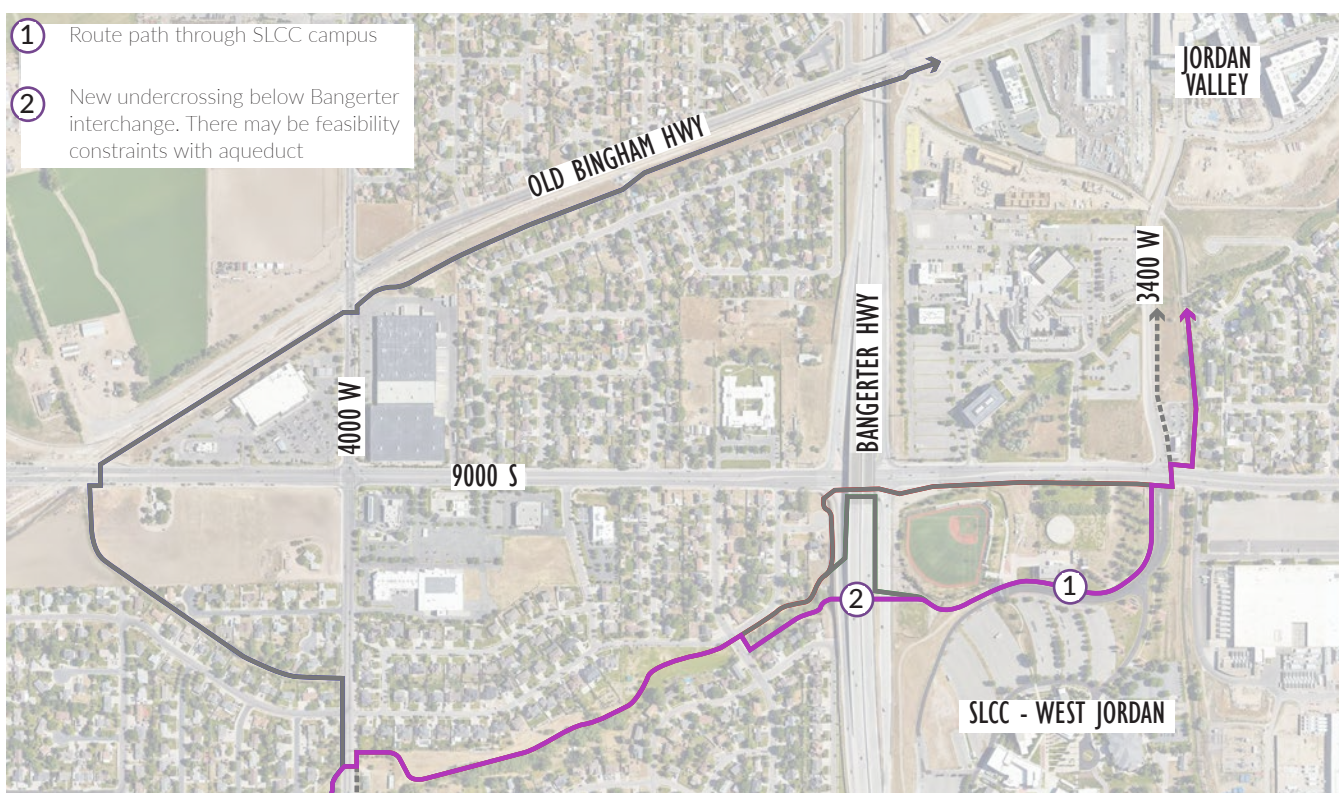 1 Route path through SLCC campus
2 New undercrossing below Bangerter
interchange. There may be feasibility
constraints with aqueduct
JORDAN
VALLEY
OLD BINGHAM HWY
3400 W
BANGERTER HWY
4000 W
9000 S
1
2
SLCC - WEST JORDAN